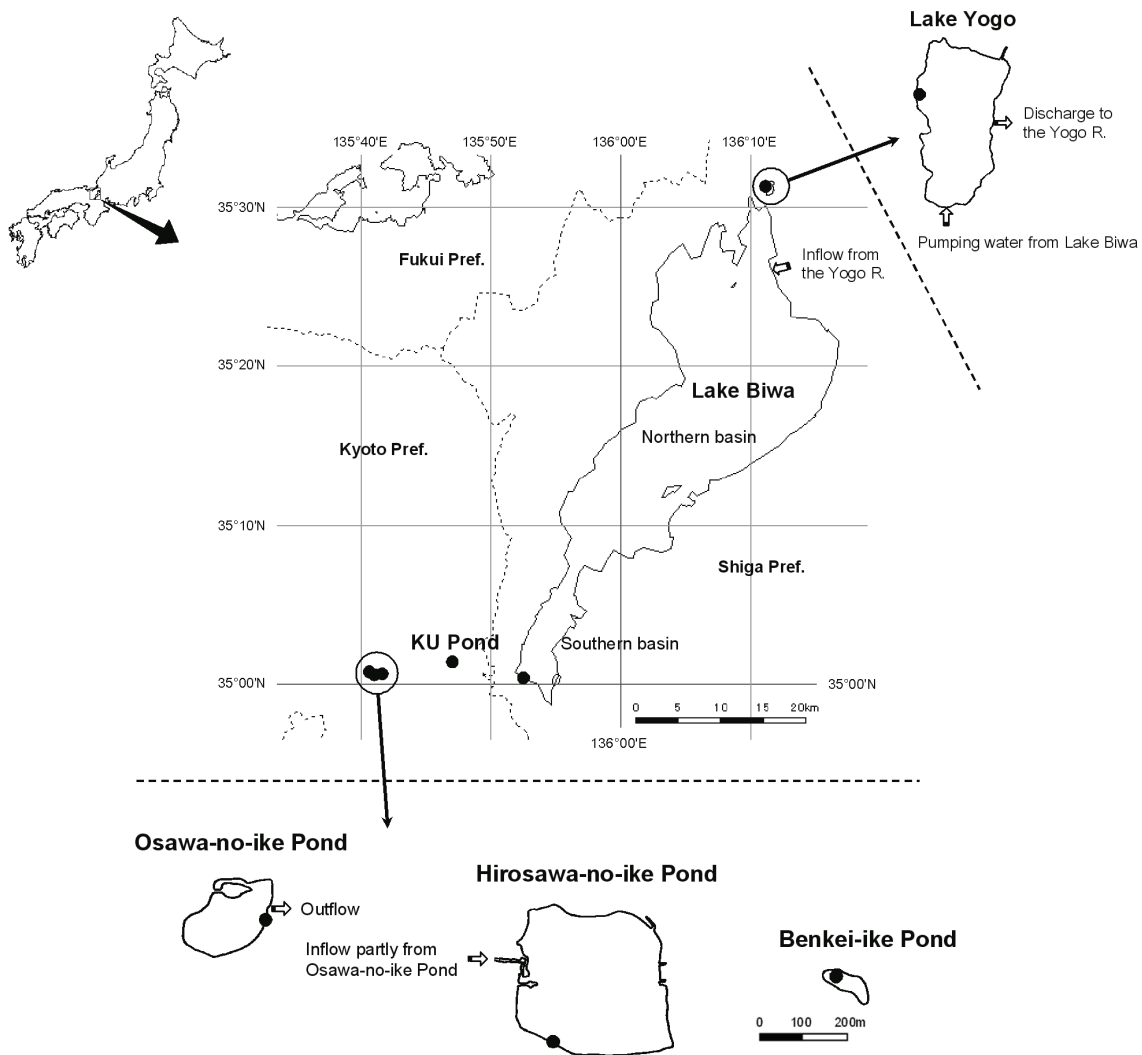 Lake Yogo
Discharge to
the Yogo R.
Pumping water from Lake Biwa
135°40'E
135°50'E
136°00'E
136°10'E
35°30'N
Fukui Pref.
Inflow from
the Yogo R.
35°20'N
Lake Biwa
Northern basin
Kyoto Pref.
35°10'N
Shiga Pref.
KU Pond
Southern basin
35°00'N
35°00'N
0 5 10 15 20km
136°00'E
Osawa-no-ike Pond
Outflow
Hirosawa-no-ike Pond
Inflow partly from
Osawa-no-ike Pond
Benkei-ike Pond
0 100 200m